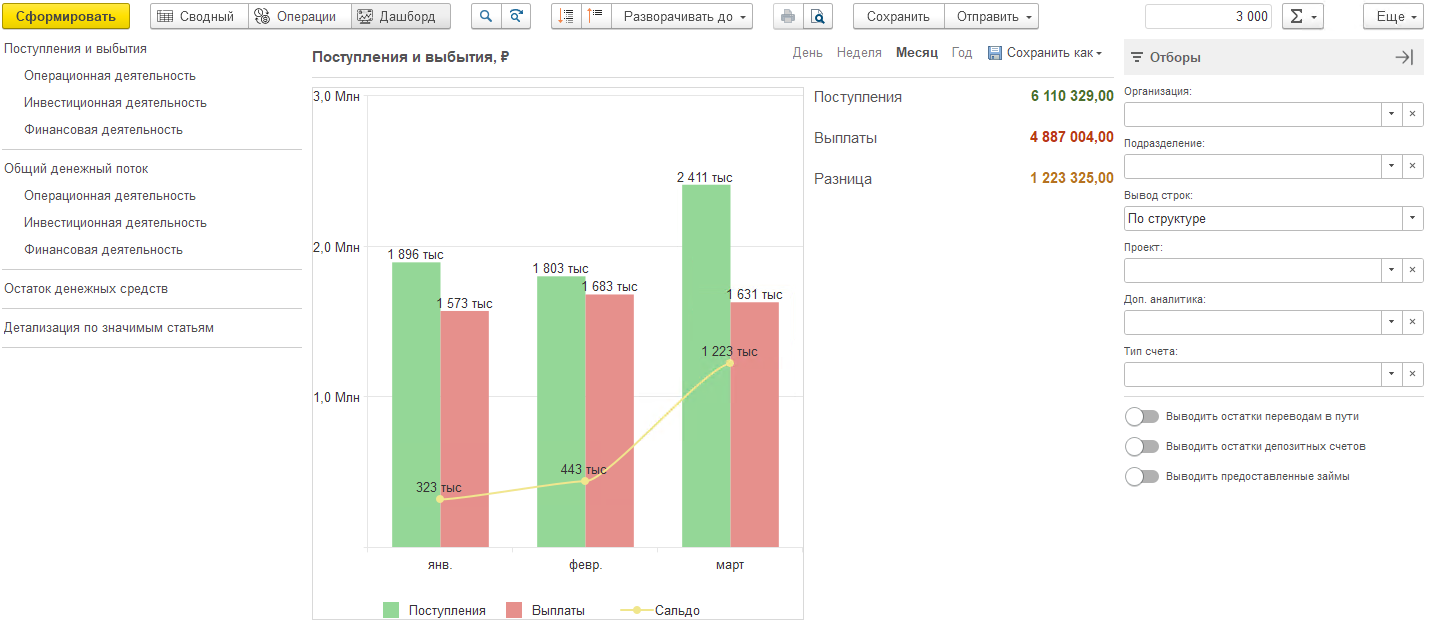 Сформировать Сводный Операции Дашборд Разворачивать до Сохранить Отправить 3 000 Σ Еще
Поступления и выбытия
Операционная деятельность
Инвестиционная деятельность
Финансовая деятельность
Общий денежный поток
Операционная деятельность
Инвестиционная деятельность
Финансовая деятельность
Остаток денежных средств
Детализация по значимым статьям
Поступления и выбытия, ₽
День Неделя Месяц Год Сохранить как
3,0 Млн
2,0 Млн
1,0 Млн
2 411 тыс
1 896 тыс
1 803 тыс
1 683 тыс
1 631 тыс
1 573 тыс
1 223 тыс
443 тыс
323 тыс
янв. февр. март
Поступления Выплаты Сальдо
Поступления 6 110 329,00
Выплаты 4 887 004,00
Разница 1 223 325,00
Отборы
Организация:
Подразделение:
Вывод строк:
По структуре
Проект:
Доп. аналитика:
Тип счета:
Выводить остатки переводам в пути
Выводить остатки депозитных счетов
Выводить предоставленные займы